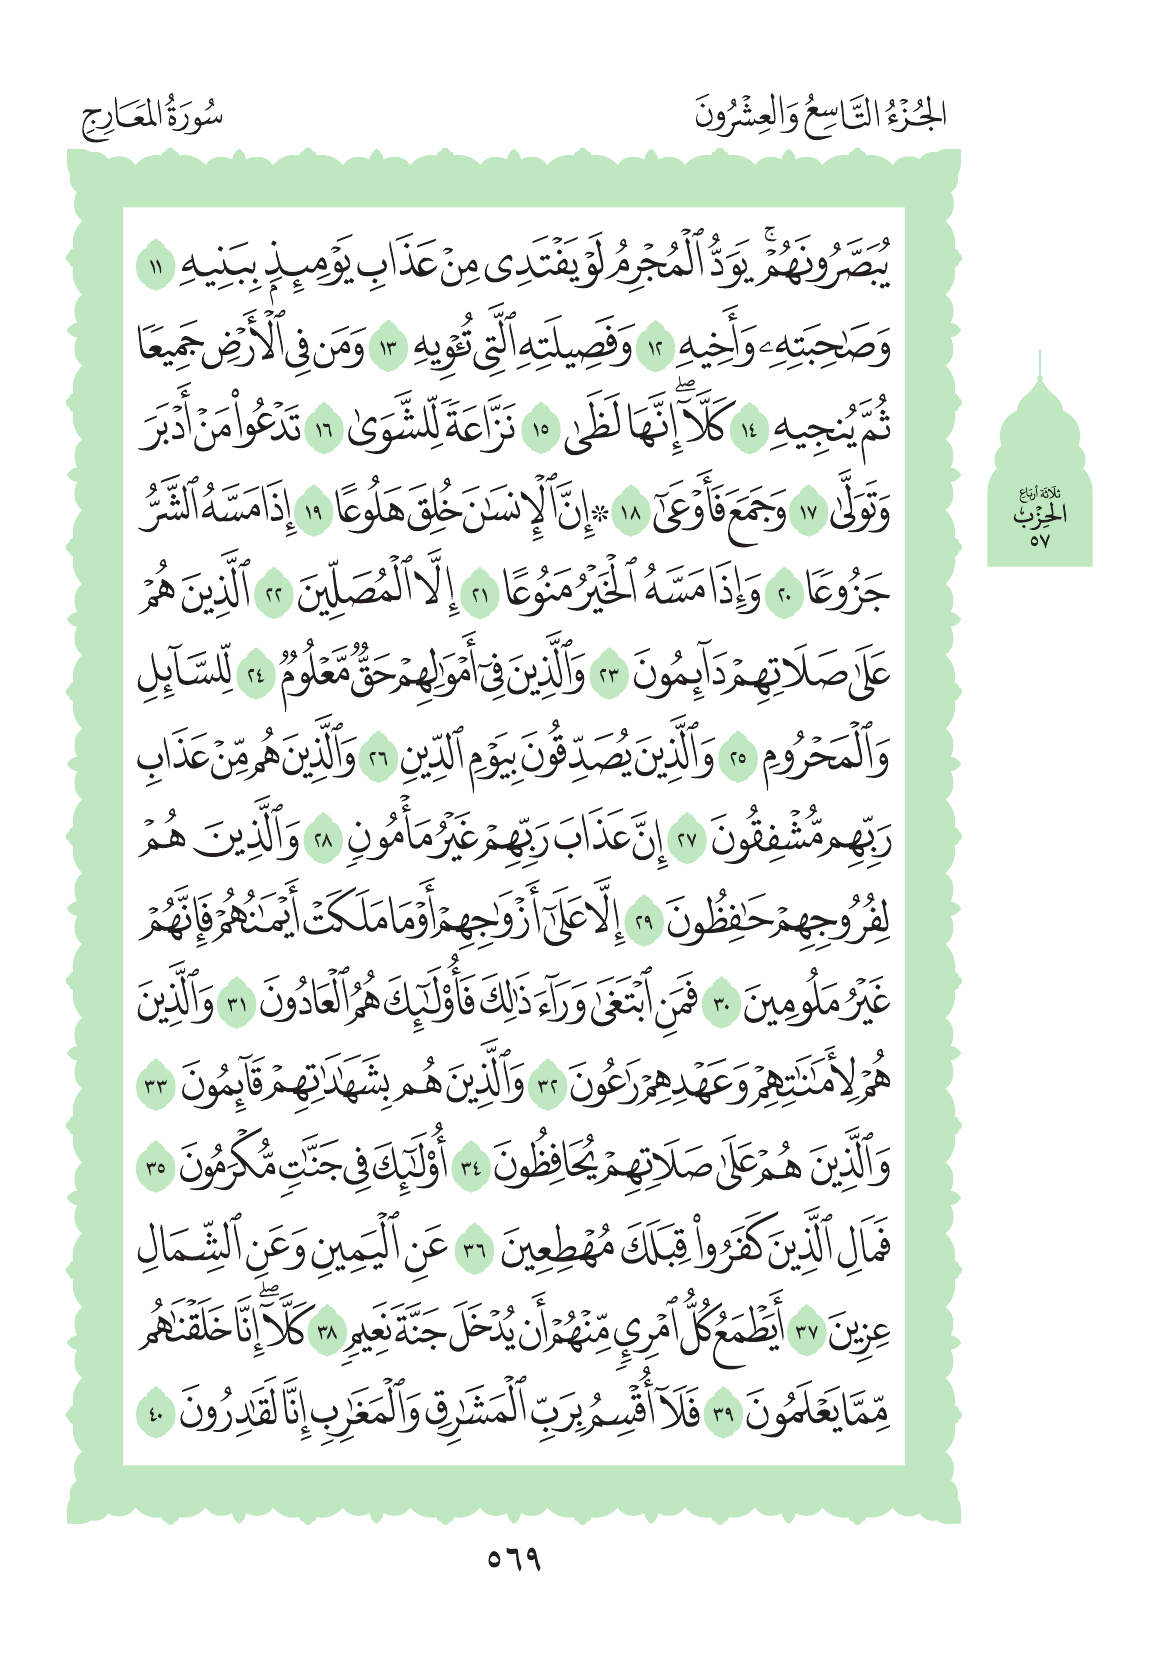 الجُزْءُ التَّاسِعُ وَالعِشْرُونَ
سُورَةُ المَعَارِجِ
يُبَصَّرُونَهُمْۚ يَوَدُّ ٱلْمُجْرِمُ لَوْ يَفْتَدِى مِنْ عَذَابِ يَوْمِئِذٍۭ بِبَنِيهِ ١١
وَصَٰحِبَتِهِۦ وَأَخِيهِ ١٢ وَفَصِيلَتِهِ ٱلَّتِى تُـْٔوِيهِ ١٣ وَمَن فِى ٱلْأَرْضِ جَمِيعًا
ثُمَّ يُنجِيهِ ١٤ كَلَّآۖ إِنَّهَا لَظَىٰ ١٥ نَزَّاعَةً لِّلشَّوَىٰ ١٦ تَدْعُوا۟ مَنْ أَدْبَرَ
وَتَوَلَّىٰ ١٧ وَجَمَعَ فَأَوْعَىٰٓ ١٨ ۞ إِنَّ ٱلْإِنسَٰنَ خُلِقَ هَلُوعًا ١٩ إِذَا مَسَّهُ ٱلشَّرُّ
جَزُوعًا ٢٠ وَإِذَا مَسَّهُ ٱلْخَيْرُ مَنُوعًا ٢١ إِلَّا ٱلْمُصَلِّينَ ٢٢ ٱلَّذِينَ هُمْ
عَلَىٰ صَلَاتِهِمْ دَآئِمُونَ ٢٣ وَٱلَّذِينَ فِىٓ أَمْوَٰلِهِمْ حَقٌّ مَّعْلُومٌ ٢٤ لِّلسَّآئِلِ
وَٱلْمَحْرُومِ ٢٥ وَٱلَّذِينَ يُصَدِّقُونَ بِيَوْمِ ٱلدِّينِ ٢٦ وَٱلَّذِينَ هُم مِّنْ عَذَابِ
رَبِّهِم مُّشْفِقُونَ ٢٧ إِنَّ عَذَابَ رَبِّهِمْ غَيْرُ مَأْمُونٍ ٢٨ وَٱلَّذِينَ هُمْ
لِفُرُوجِهِمْ حَٰفِظُونَ ٢٩ إِلَّا عَلَىٰٓ أَزْوَٰجِهِمْ أَوْ مَا مَلَكَتْ أَيْمَٰنُهُمْ فَإِنَّهُمْ
غَيْرُ مَلُومِينَ ٣٠ فَمَنِ ٱبْتَغَىٰ وَرَآءَ ذَٰلِكَ فَأُو۟لَٰٓئِكَ هُمُ ٱلْعَادُونَ ٣١ وَٱلَّذِينَ
هُمْ لِأَمَٰنَٰتِهِمْ وَعَهْدِهِمْ رَٰعُونَ ٣٢ وَٱلَّذِينَ هُم بِشَهَٰدَٰتِهِمْ قَآئِمُونَ ٣٣
وَٱلَّذِينَ هُمْ عَلَىٰ صَلَاتِهِمْ يُحَافِظُونَ ٣٤ أُو۟لَٰٓئِكَ فِى جَنَّٰتٍ مُّكْرَمُونَ ٣٥
فَمَالِ ٱلَّذِينَ كَفَرُوا۟ قِبَلَكَ مُهْطِعِينَ ٣٦ عَنِ ٱلْيَمِينِ وَعَنِ ٱلشِّمَالِ
عِزِينَ ٣٧ أَيَطْمَعُ كُلُّ ٱمْرِئٍ مِّنْهُمْ أَن يُدْخَلَ جَنَّةَ نَعِيمٍ ٣٨ كَلَّآۖ إِنَّا خَلَقْنَٰهُم
مِّمَّا يَعْلَمُونَ ٣٩ فَلَآ أُقْسِمُ بِرَبِّ ٱلْمَشَٰرِقِ وَٱلْمَغَٰرِبِ إِنَّا لَقَٰدِرُونَ ٤٠
ثلاثة أرباع
الحِزْب
٥٧
٥٦٩